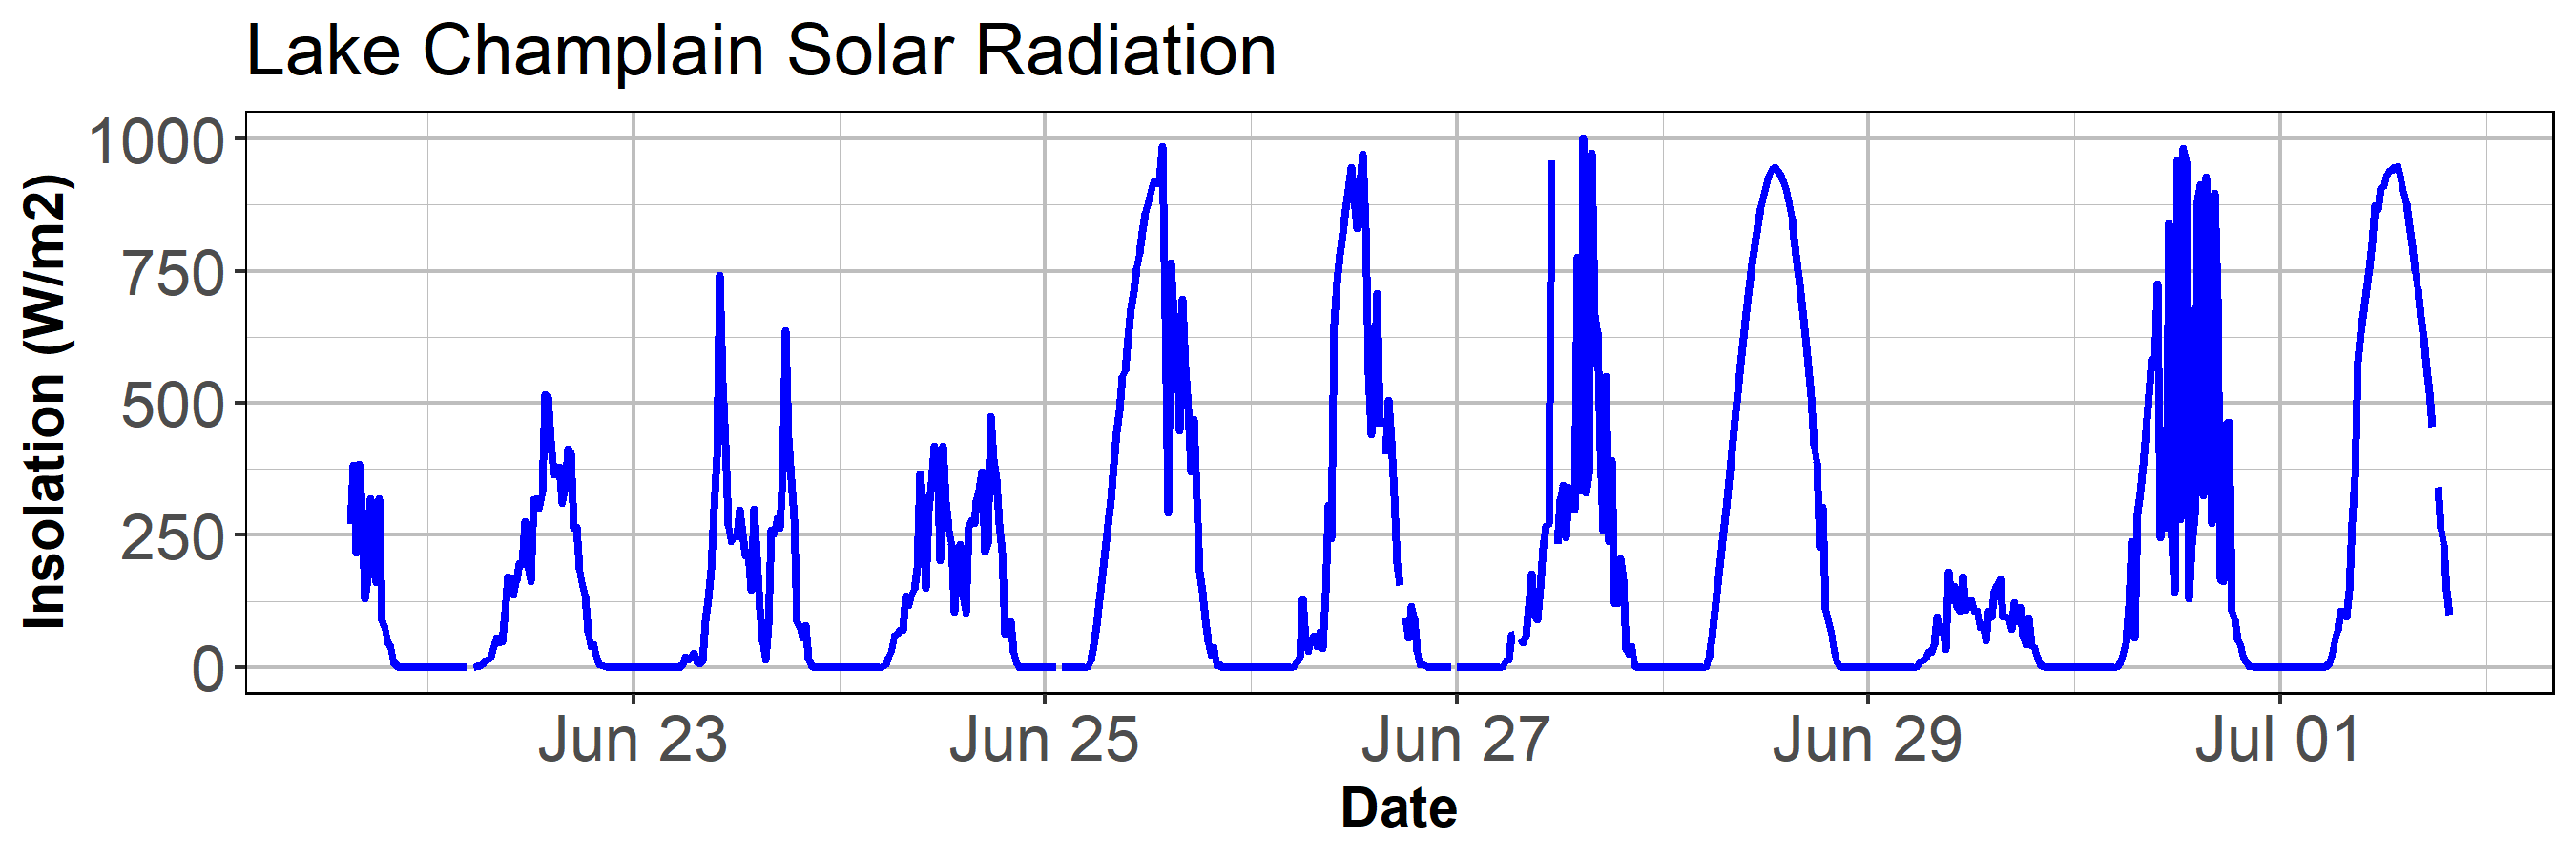 Lake Champlain Solar Radiation
Insolation (W/m2)
1000
750
500
250
0
Jun 23 Jun 25 Jun 27 Jun 29 Jul 01
Date